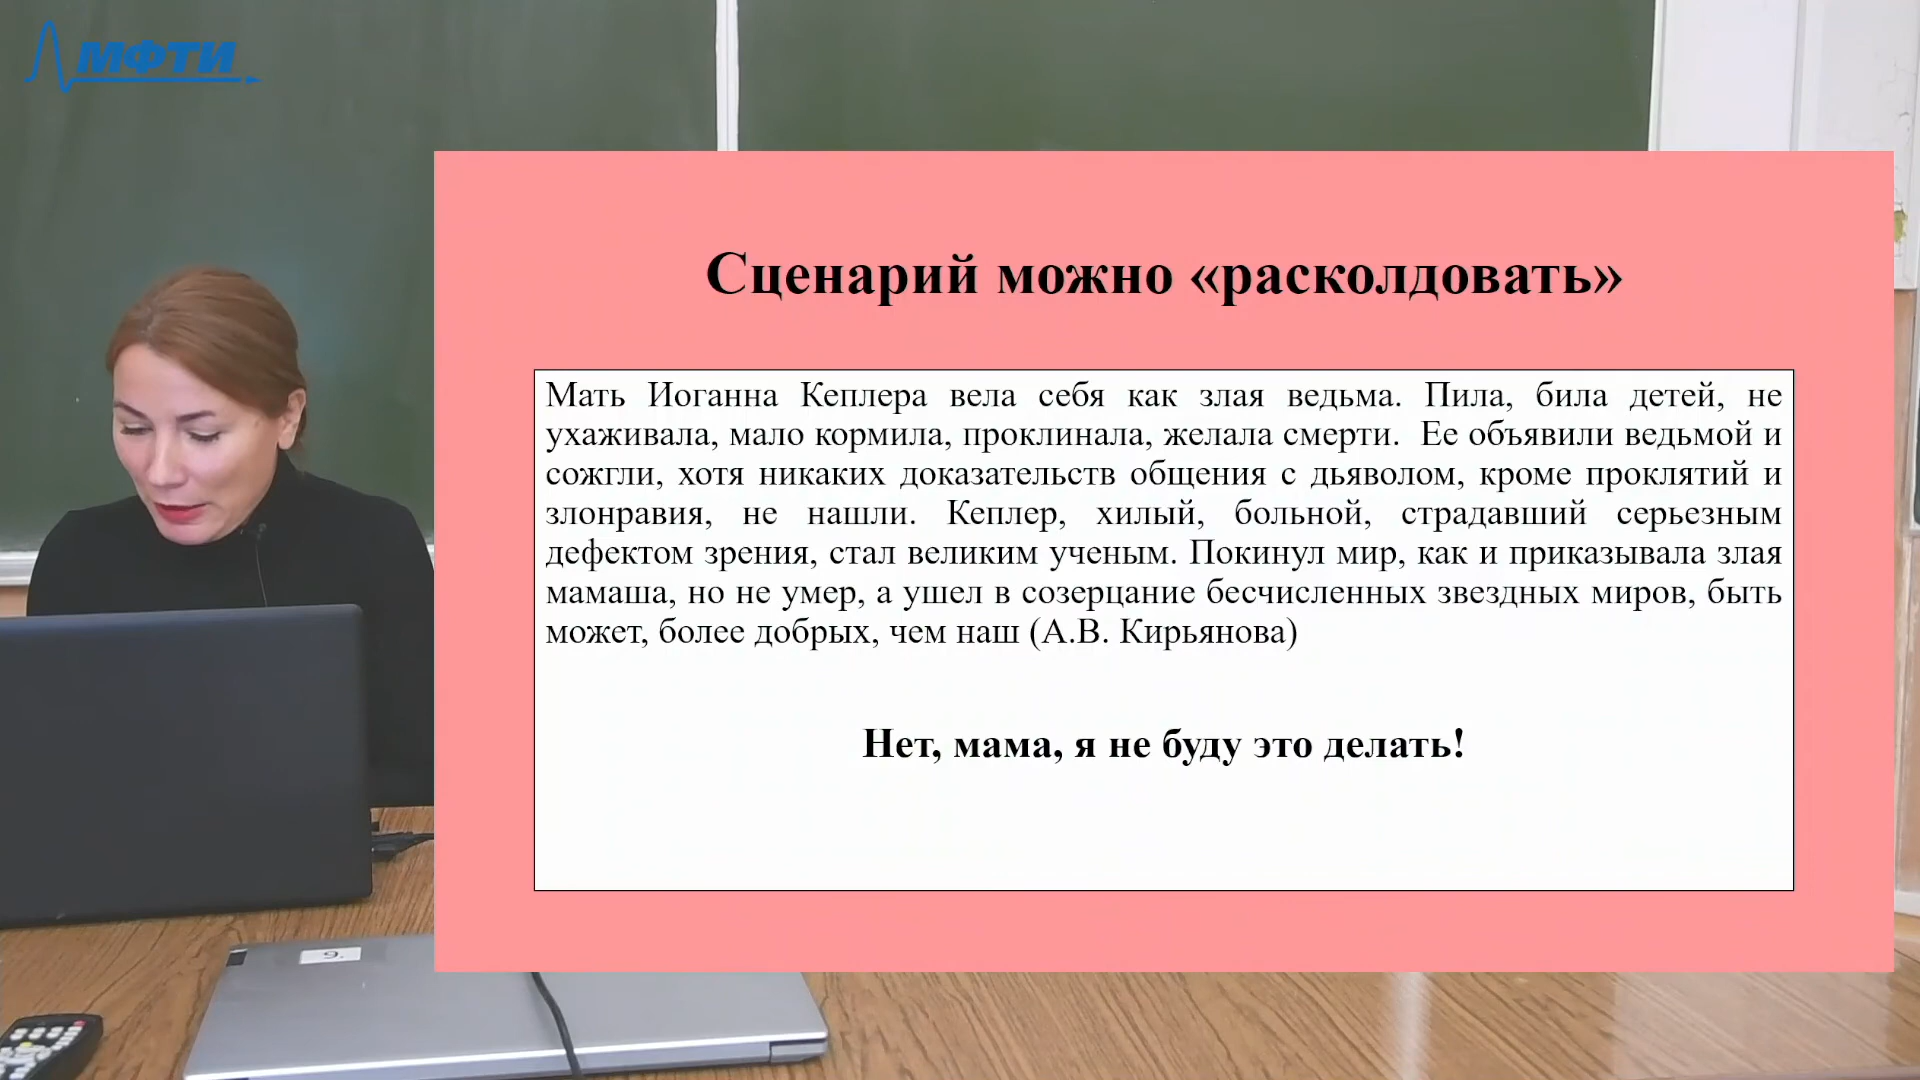 МФТИ
Сценарий можно «расколдовать»
Мать Иоганна Кеплера вела себя как злая ведьма. Пила, била детей, не
ухаживала, мало кормила, проклинала, желала смерти. Ее объявили ведьмой и
сожгли, хотя никаких доказательств общения с дьяволом, кроме проклятий и
злонравия, не нашли. Кеплер, хилый, больной, страдавший серьезным
дефектом зрения, стал великим ученым. Покинул мир, как и приказывала злая
мамаша, но не умер, а ушел в созерцание бесчисленных звездных миров, быть
может, более добрых, чем наш (А.В. Кирьянова)
Нет, мама, я не буду это делать!
9.